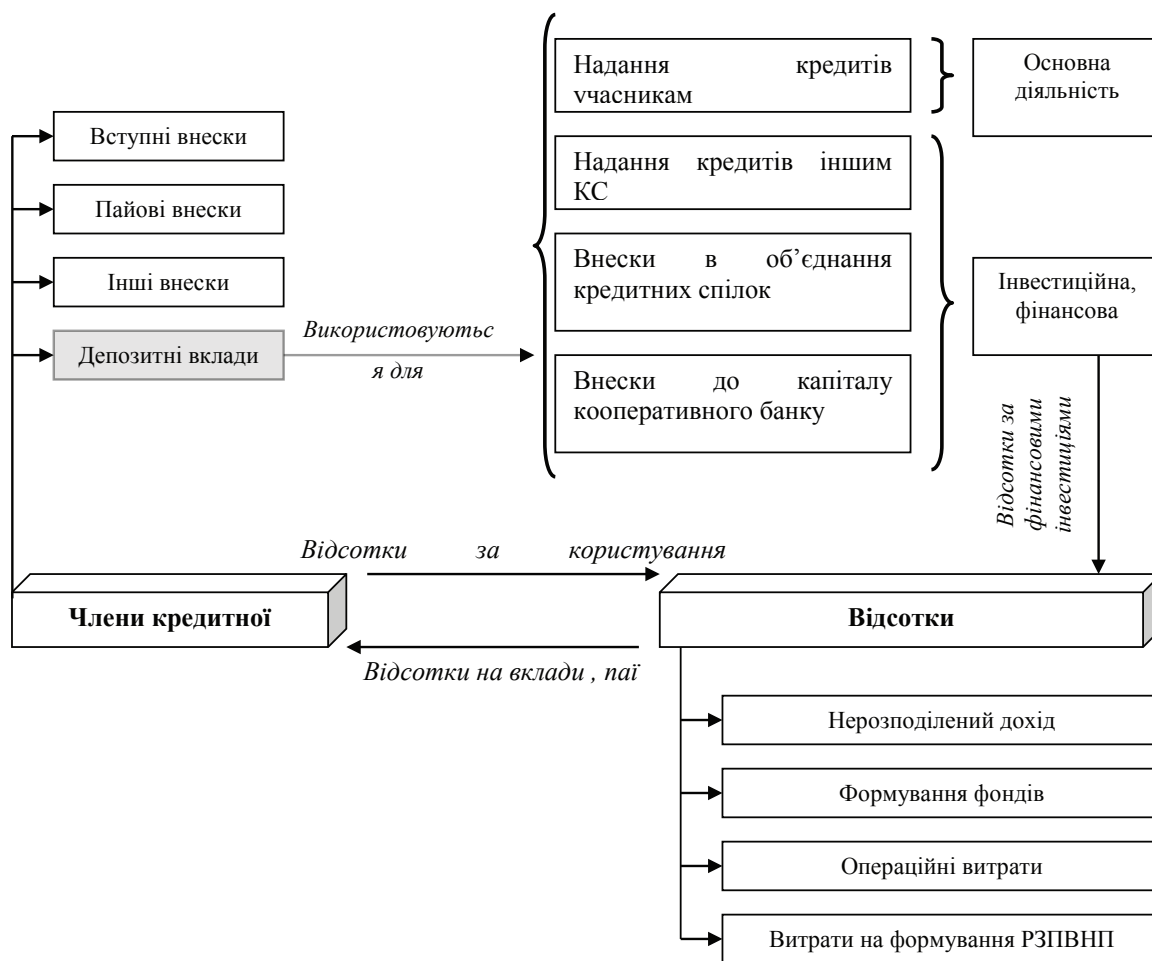 Надання кредитів
учасникам
Основна
діяльність
Вступні внески
Надання кредитів іншим
КС
Пайові внески
Внески в об’єднання
кредитних спілок
Інші внески
Інвестиційна,
фінансова
Депозитні вклади
Використовуютьс
я для
Внески до капіталу
кооперативного банку
Відсотки за
фінансовими
інвестиціями
Відсотки за користування
Члени кредитної
Відсотки
Відсотки на вклади , паї
Нерозподілений дохід
Формування фондів
Операційні витрати
Витрати на формування РЗПВНП